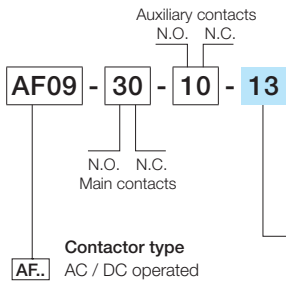 Auxiliary contacts
N.O. N.C.
AF09 - 30 - 10 - 13
N.O. N.C.
Main contacts
Contactor type
AF.. AC / DC operated